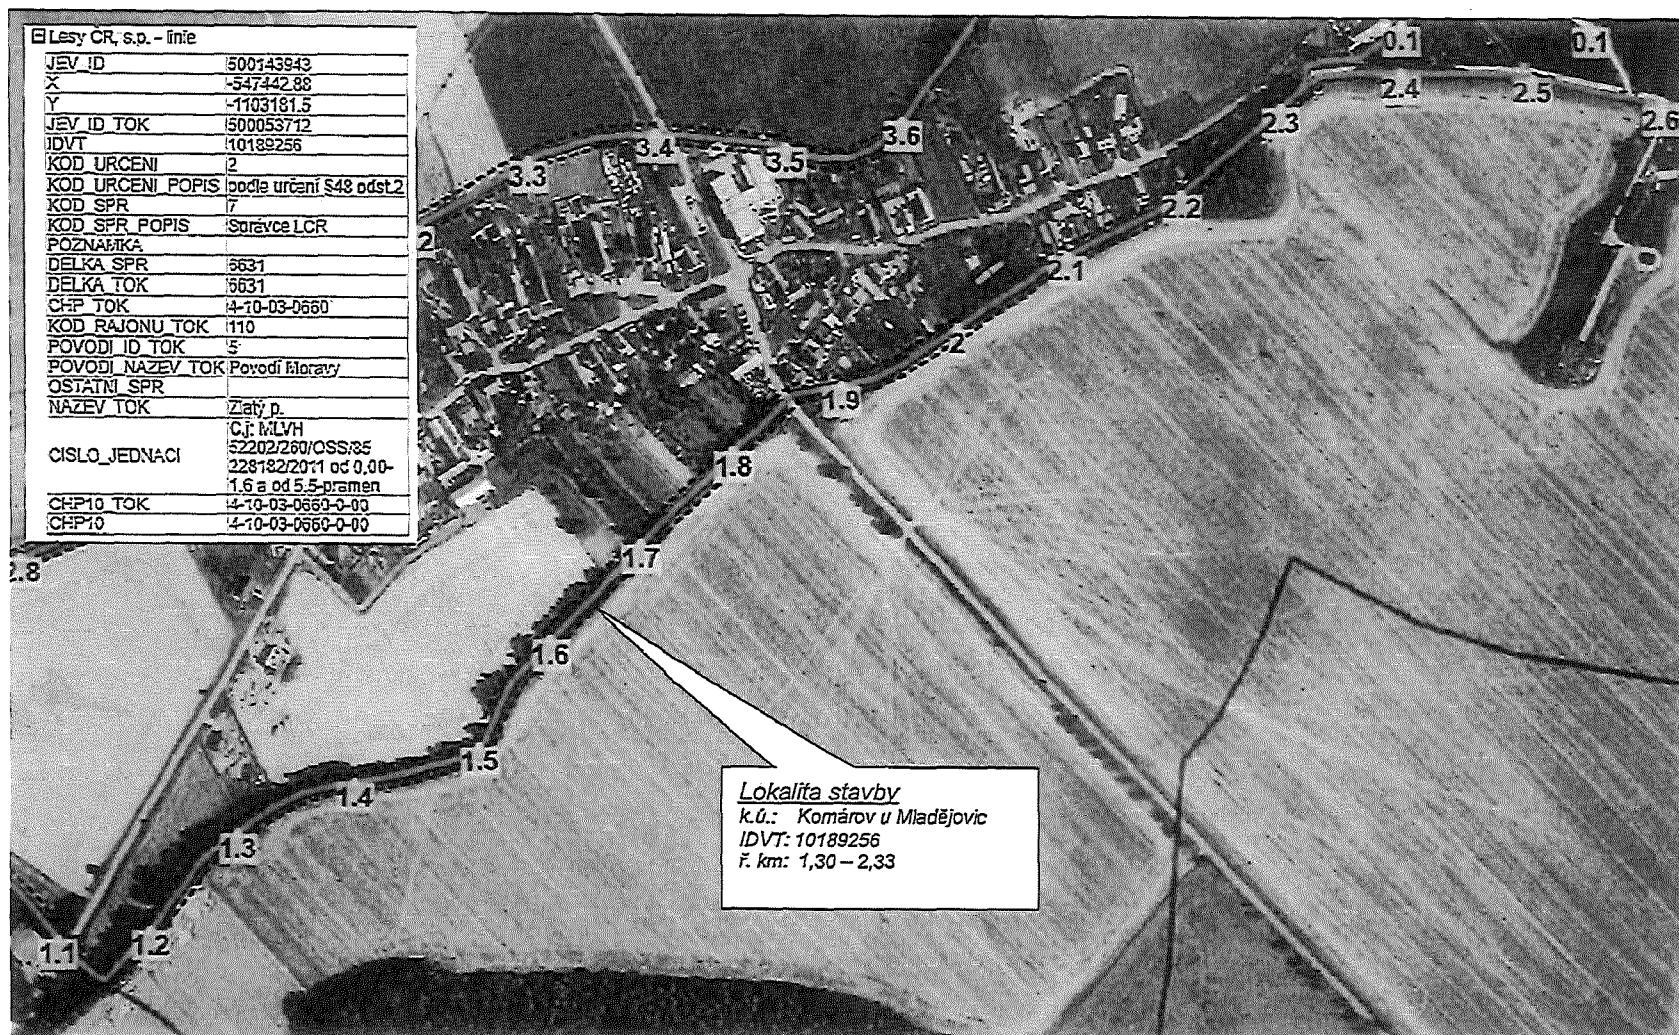 Lesy ČR, s.p. - linie
JEV_ID 500143943
X -547442.88
Y -1103181.5
JEV_ID_TOK 500053712
IDVT 10189256
KOD_URCENI 2
KOD_URCENI_POPIS podle určení §48 odst.2
KOD_SPR 7
KOD_SPR_POPIS Správce LČR
POZNAMKA
DELKA_SPR 6631
DELKA_TOK 6631
CHP_TOK 4-10-03-0660
KOD_RAJONU_TOK 110
POVODI_ID_TOK 5
POVODI_NAZEV_TOK Povodí Moravy
OSTATNI_SPR
NAZEV_TOK Zlatý p.
CISLO_JEDNACI Č.j: MLVH
52202/260/OSS/85
228182/2011 od 0,00-
1,6 a od 5,5-pramen
CHP10_TOK 4-10-03-0660-0-00
CHP10 4-10-03-0660-0-00
0.1
0.1
2.4
2.5
2.6
2.3
3.6
3.4
3.5
3.3
2.2
2
2.1
2
1.9
1.8
1.7
2.8
1.6
1.5
1.4
1.3
1.2
1.1
Lokalita stavby
k.ú.: Komárov u Mladějovic
IDVT: 10189256
ř. km: 1,30 – 2,33